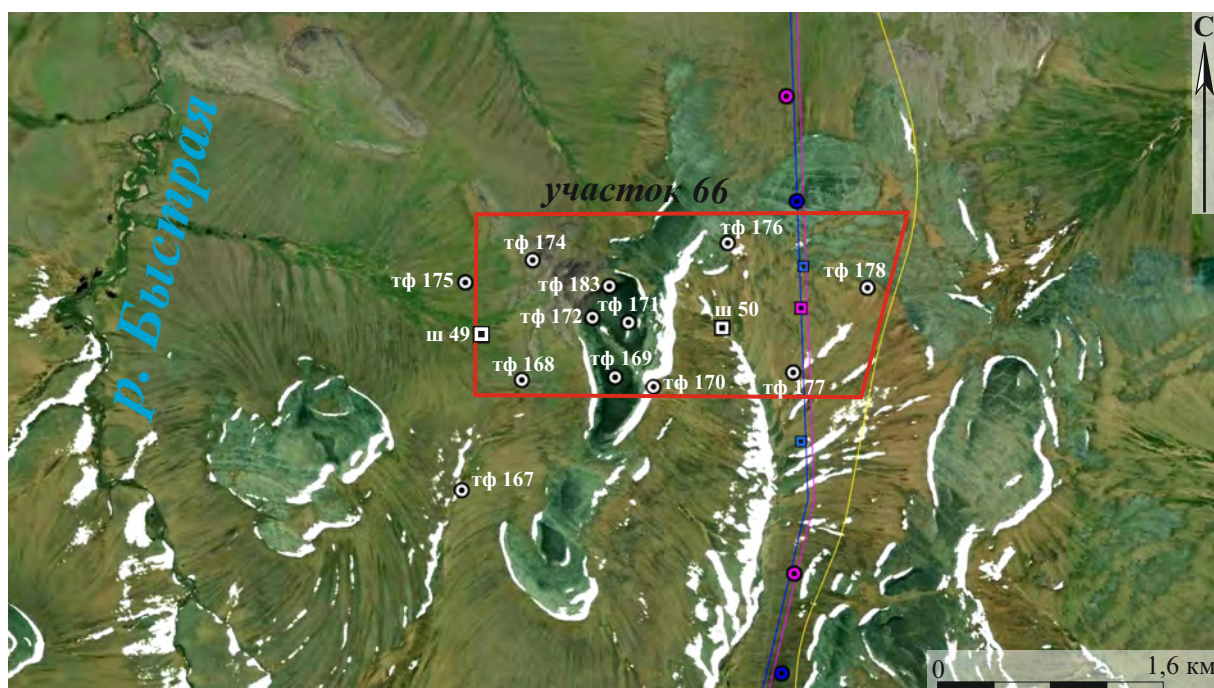 С
р. Быстрая
участок 66
тф 176
тф 174
тф 175
тф 183
тф 178
тф 172
тф 171
ш 50
ш 49
тф 168
тф 169
тф 170
тф 177
тф 167
0 1,6 км